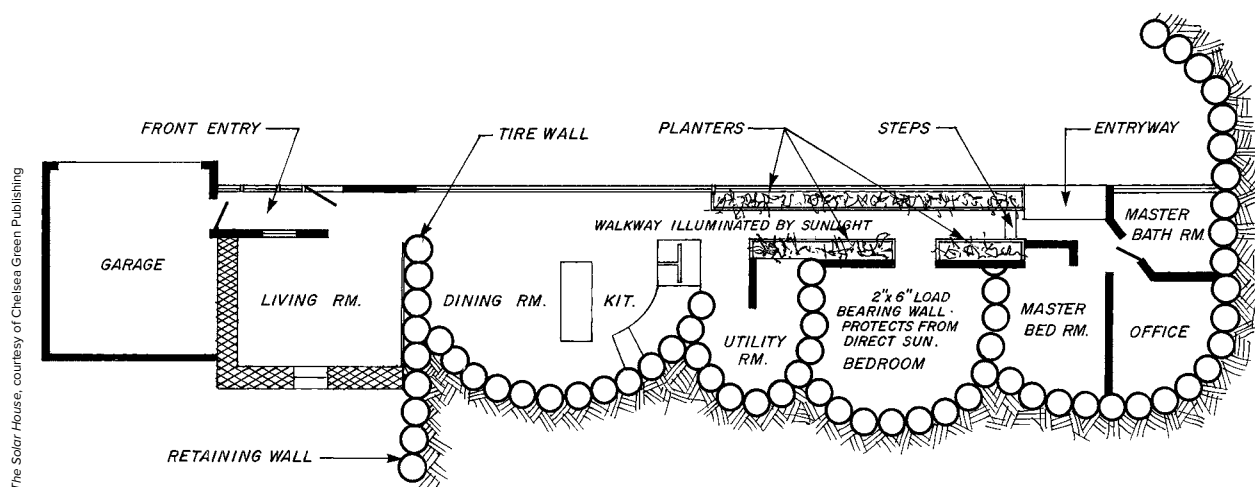 The Solar House, courtesy of Chelsea Green Publishing
FRONT ENTRY
TIRE WALL
PLANTERS
STEPS
ENTRYWAY
WALKWAY ILLUMINATED BY SUNLIGHT
MASTER
BATH RM.
GARAGE
LIVING RM.
DINING RM.
KIT.
UTILITY
RM.
2"x 6" LOAD
BEARING WALL ·
PROTECTS FROM
DIRECT SUN.
BEDROOM
MASTER
BED RM.
OFFICE
RETAINING WALL